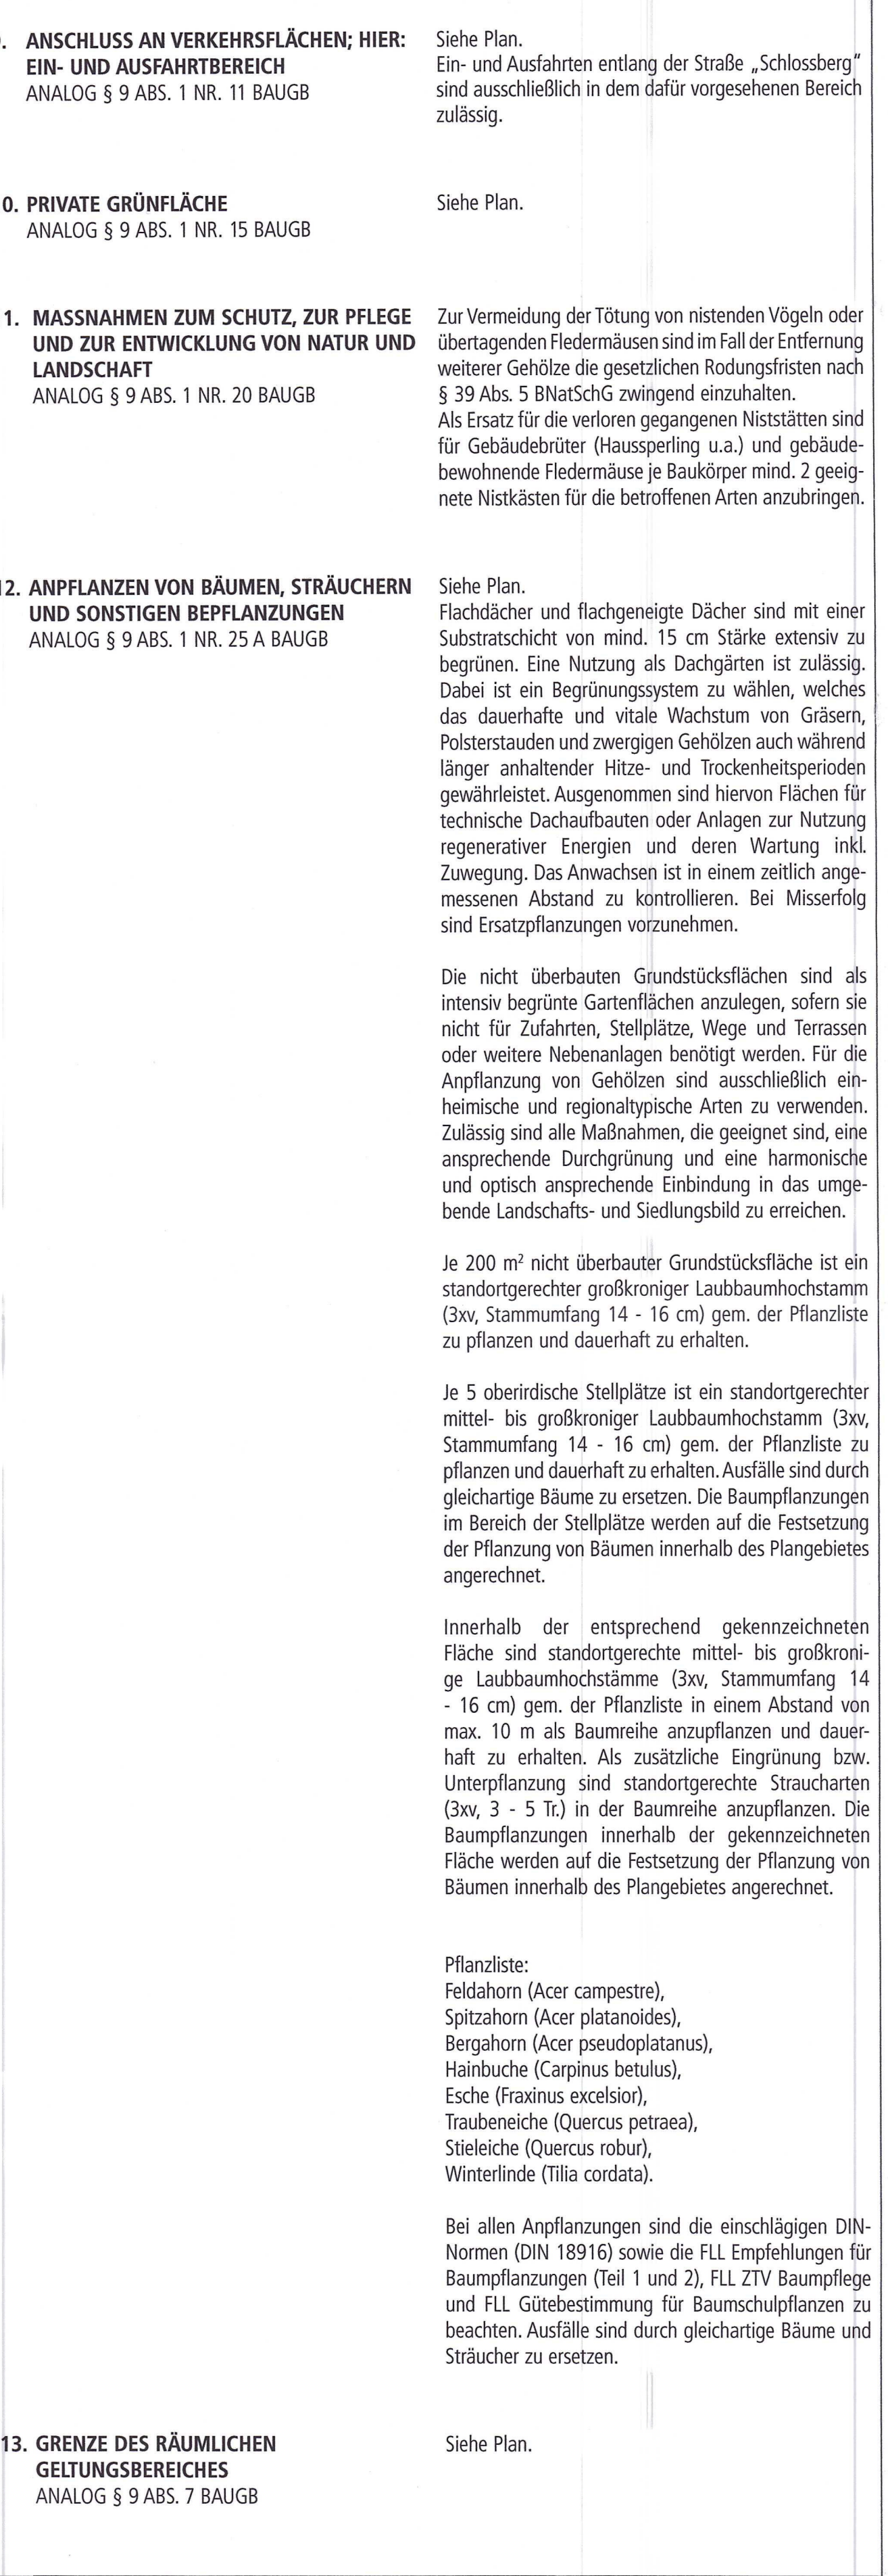 . ANSCHLUSS AN VERKEHRSFLÄCHEN; HIER:
EIN- UND AUSFAHRTBEREICH
ANALOG § 9 ABS. 1 NR. 11 BAUGB
Siehe Plan.
Ein- und Ausfahrten entlang der Straße „Schlossberg“
sind ausschließlich in dem dafür vorgesehenen Bereich
zulässig.
0. PRIVATE GRÜNFLÄCHE
ANALOG § 9 ABS. 1 NR. 15 BAUGB
Siehe Plan.
1. MASSNAHMEN ZUM SCHUTZ, ZUR PFLEGE
UND ZUR ENTWICKLUNG VON NATUR UND
LANDSCHAFT
ANALOG § 9 ABS. 1 NR. 20 BAUGB
Zur Vermeidung der Tötung von nistenden Vögeln oder
übertagenden Fledermäusen sind im Fall der Entfernung
weiterer Gehölze die gesetzlichen Rodungsfristen nach
§ 39 Abs. 5 BNatSchG zwingend einzuhalten.
Als Ersatz für die verloren gegangenen Niststätten sind
für Gebäudebrüter (Haussperling u.a.) und gebäude-
bewohnende Fledermäuse je Baukörper mind. 2 geeig-
nete Nistkästen für die betroffenen Arten anzubringen.
12. ANPFLANZEN VON BÄUMEN, STRÄUCHERN
UND SONSTIGEN BEPFLANZUNGEN
ANALOG § 9 ABS. 1 NR. 25 A BAUGB
Siehe Plan.
Flachdächer und flachgeneigte Dächer sind mit einer
Substratschicht von mind. 15 cm Stärke extensiv zu
begrünen. Eine Nutzung als Dachgärten ist zulässig.
Dabei ist ein Begrünungssystem zu wählen, welches
das dauerhafte und vitale Wachstum von Gräsern,
Polsterstauden und zwergigen Gehölzen auch während
länger anhaltender Hitze- und Trockenheitsperioden
gewährleistet. Ausgenommen sind hiervon Flächen für
technische Dachaufbauten oder Anlagen zur Nutzung
regenerativer Energien und deren Wartung inkl.
Zuwegung. Das Anwachsen ist in einem zeitlich ange-
messenen Abstand zu kontrollieren. Bei Misserfolg
sind Ersatzpflanzungen vorzunehmen.
Die nicht überbauten Grundstücksflächen sind als
intensiv begrünte Gartenflächen anzulegen, sofern sie
nicht für Zufahrten, Stellplätze, Wege und Terrassen
oder weitere Nebenanlagen benötigt werden. Für die
Anpflanzung von Gehölzen sind ausschließlich ein-
heimische und regionaltypische Arten zu verwenden.
Zulässig sind alle Maßnahmen, die geeignet sind, eine
ansprechende Durchgrünung und eine harmonische
und optisch ansprechende Einbindung in das umge-
bende Landschafts- und Siedlungsbild zu erreichen.
Je 200 m² nicht überbauter Grundstücksfläche ist ein
standortgerechter großkroniger Laubbaumhochstamm
(3xv, Stammumfang 14 - 16 cm) gem. der Pflanzliste
zu pflanzen und dauerhaft zu erhalten.
Je 5 oberirdische Stellplätze ist ein standortgerechter
mittel- bis großkroniger Laubbaumhochstamm (3xv,
Stammumfang 14 - 16 cm) gem. der Pflanzliste zu
pflanzen und dauerhaft zu erhalten. Ausfälle sind durch
gleichartige Bäume zu ersetzen. Die Baumpflanzungen
im Bereich der Stellplätze werden auf die Festsetzung
der Pflanzung von Bäumen innerhalb des Plangebietes
angerechnet.
Innerhalb der entsprechend gekennzeichneten
Fläche sind standortgerechte mittel- bis großkroni-
ge Laubbaumhochstämme (3xv, Stammumfang 14
- 16 cm) gem. der Pflanzliste in einem Abstand von
max. 10 m als Baumreihe anzupflanzen und dauer-
haft zu erhalten. Als zusätzliche Eingrünung bzw.
Unterpflanzung sind standortgerechte Straucharten
(3xv, 3 - 5 Tr.) in der Baumreihe anzupflanzen. Die
Baumpflanzungen innerhalb der gekennzeichneten
Fläche werden auf die Festsetzung der Pflanzung von
Bäumen innerhalb des Plangebietes angerechnet.
Pflanzliste:
Feldahorn (Acer campestre),
Spitzahorn (Acer platanoides),
Bergahorn (Acer pseudoplatanus),
Hainbuche (Carpinus betulus),
Esche (Fraxinus excelsior),
Traubeneiche (Quercus petraea),
Stieleiche (Quercus robur),
Winterlinde (Tilia cordata).
Bei allen Anpflanzungen sind die einschlägigen DIN-
Normen (DIN 18916) sowie die FLL Empfehlungen für
Baumpflanzungen (Teil 1 und 2), FLL ZTV Baumpflege
und FLL Gütebestimmung für Baumschulpflanzen zu
beachten. Ausfälle sind durch gleichartige Bäume und
Sträucher zu ersetzen.
13. GRENZE DES RÄUMLICHEN
GELTUNGSBEREICHES
ANALOG § 9 ABS. 7 BAUGB
Siehe Plan.